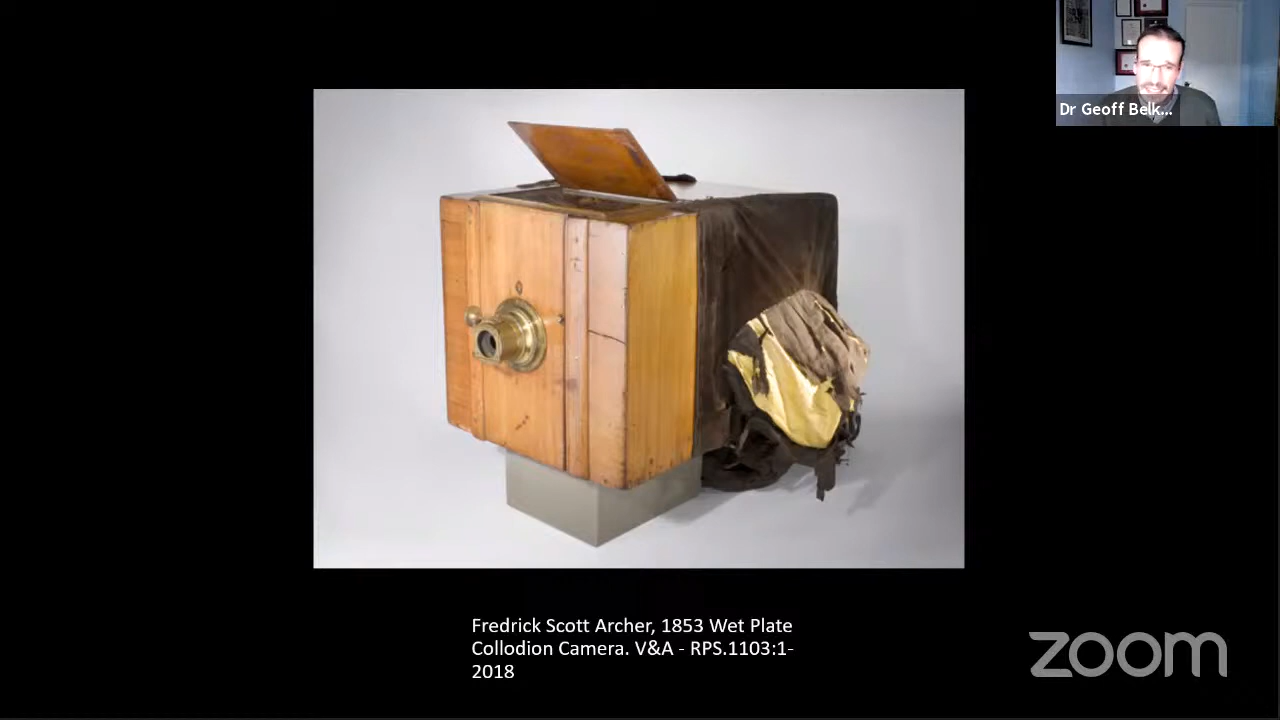 Dr Geoff Belk...
Fredrick Scott Archer, 1853 Wet Plate
Collodion Camera. V&A - RPS.1103:1-
2018
zoom